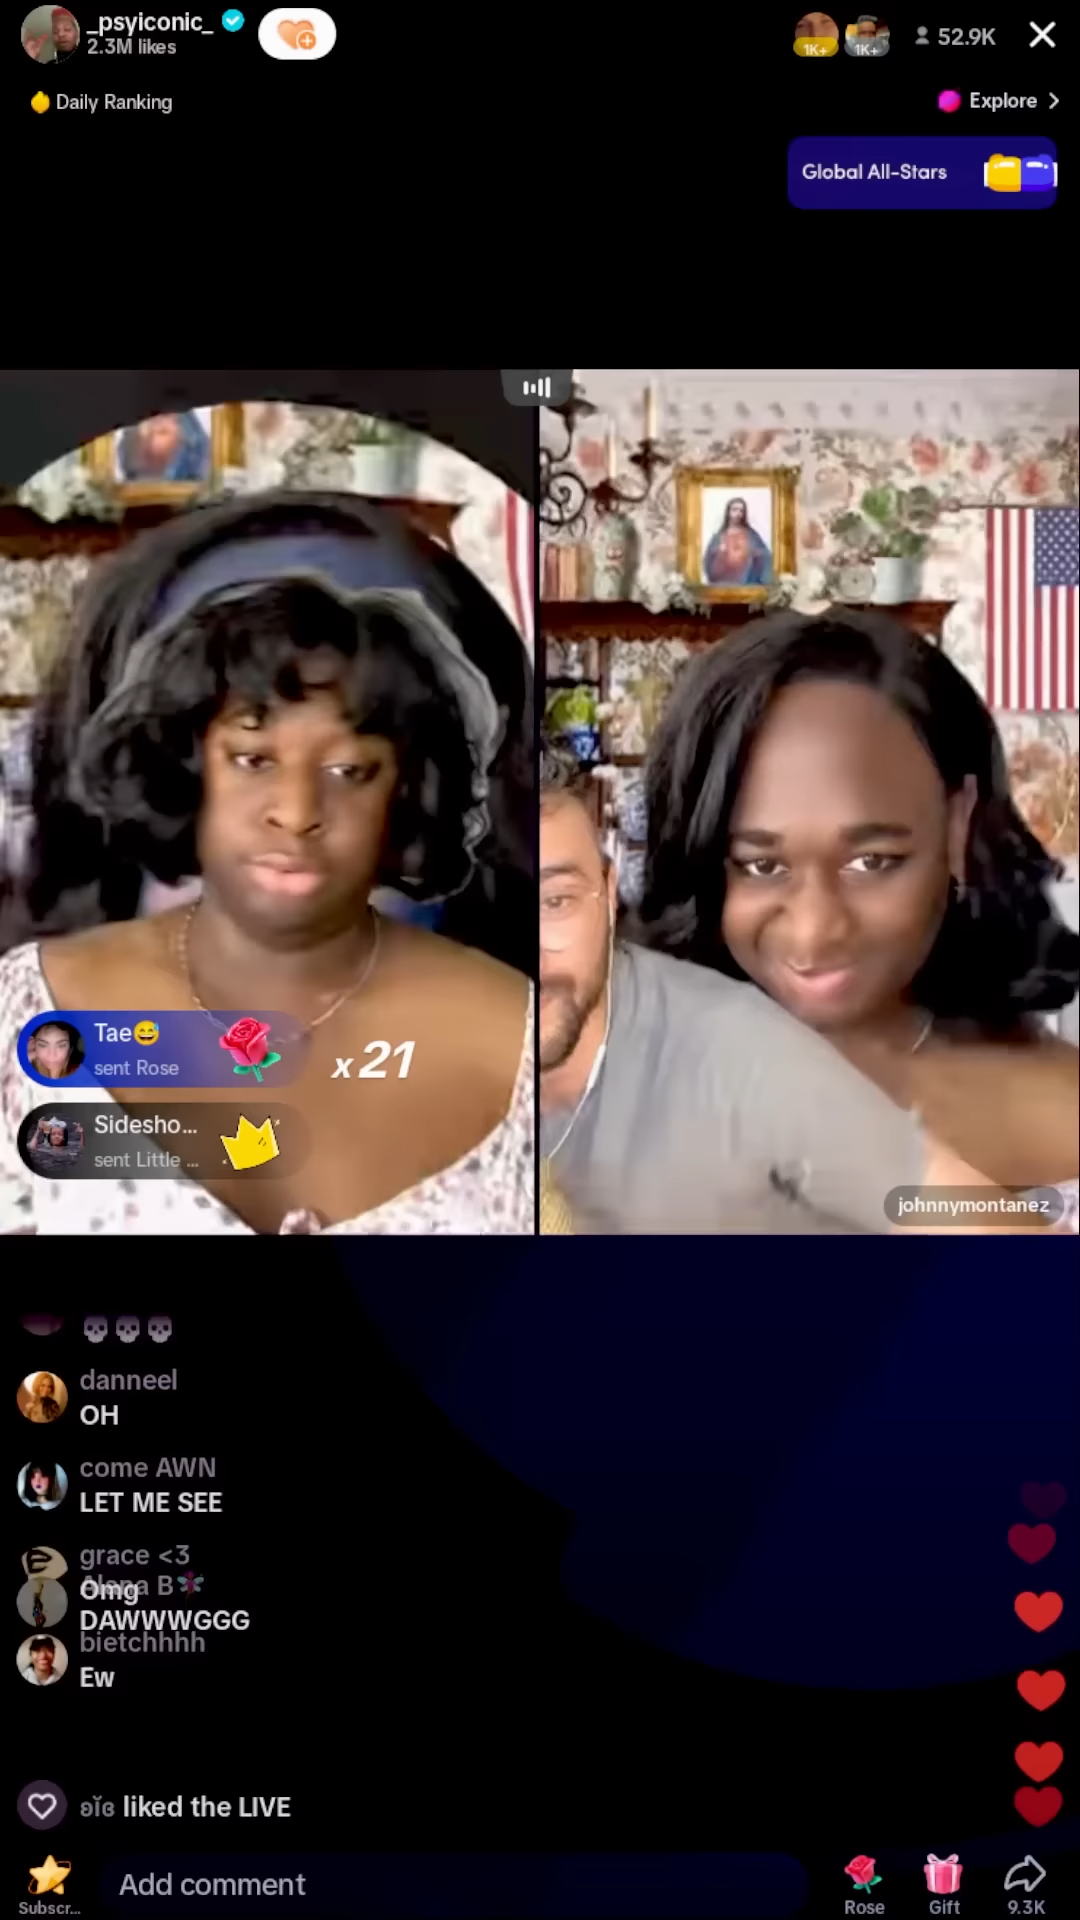 _psyiconic_
2.3M likes
1K+
1K+
52.9K
Daily Ranking
Explore
Global All-Stars
Tae😅
sent Rose
x21
Sidesho...
sent Little ...
johnnymontanez
💀💀💀
danneel
OH
come AWN
LET ME SEE
grace <3
Omg
Alana B
DAWWWGGG
bietchhhh
Ew
ʚĭɞ liked the LIVE
Subscr...
Add comment
Rose
Gift
9.3K